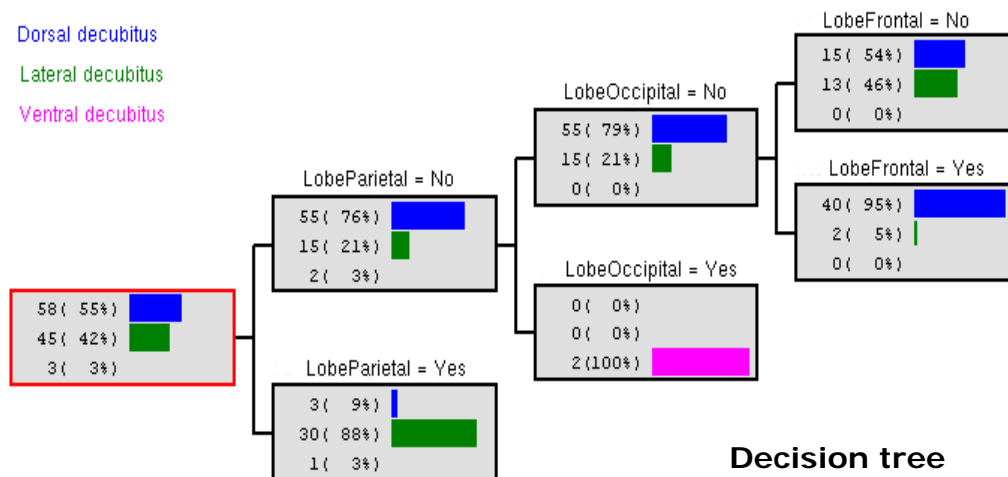 Dorsal decubitus
Lateral decubitus
Ventral decubitus
58( 55%)
45( 42%)
3( 3%)
LobeParietal = No
55( 76%)
15( 21%)
2( 3%)
LobeParietal = Yes
3( 9%)
30( 88%)
1( 3%)
LobeOccipital = No
55( 79%)
15( 21%)
0( 0%)
LobeOccipital = Yes
0( 0%)
0( 0%)
2(100%)
LobeFrontal = No
15( 54%)
13( 46%)
0( 0%)
LobeFrontal = Yes
40( 95%)
2( 5%)
0( 0%)
Decision tree